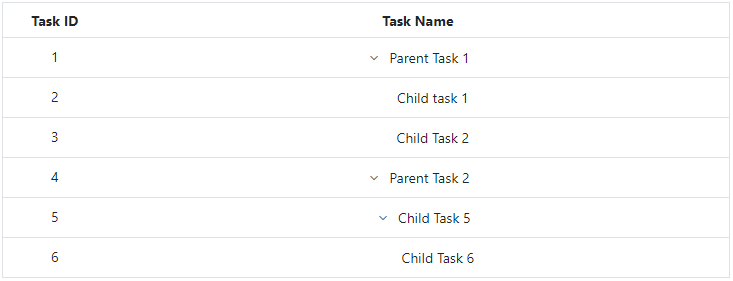 Task ID Task Name
1 Parent Task 1
2 Child task 1
3 Child Task 2
4 Parent Task 2
5 Child Task 5
6 Child Task 6